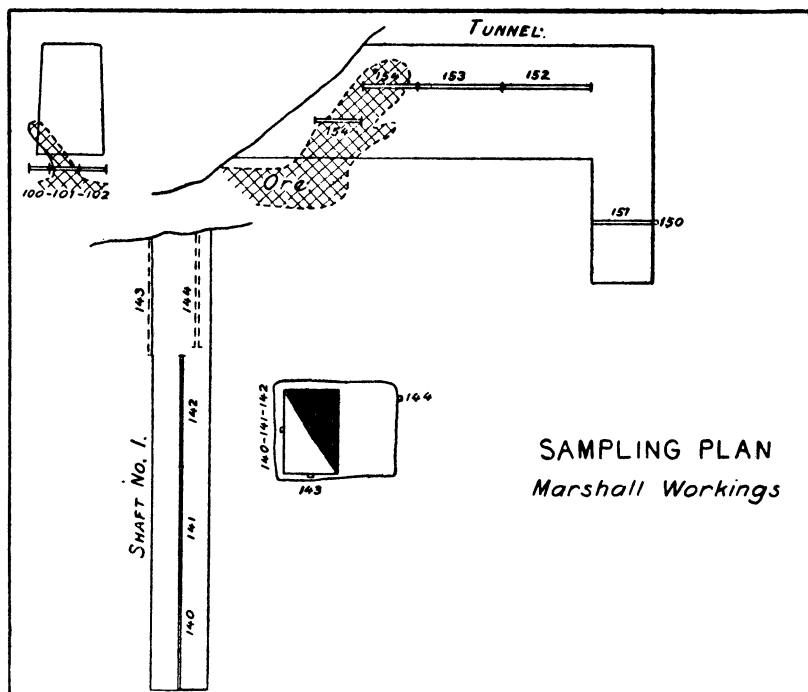 TUNNEL.
154 153 152
154
Ore
100-101-102
151 150
143
144
142
141
140
SHAFT NO. 1.
140-141-142
144
143
SAMPLING PLAN
Marshall Workings